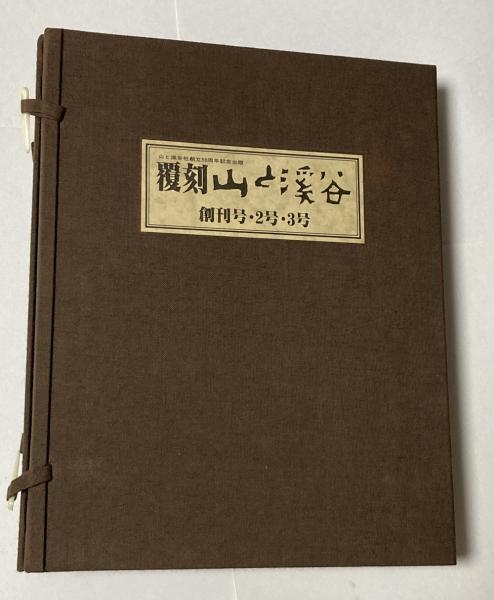 山と溪谷社創立50周年記念出版
覆刻 山と溪谷
創刊号・2号・3号